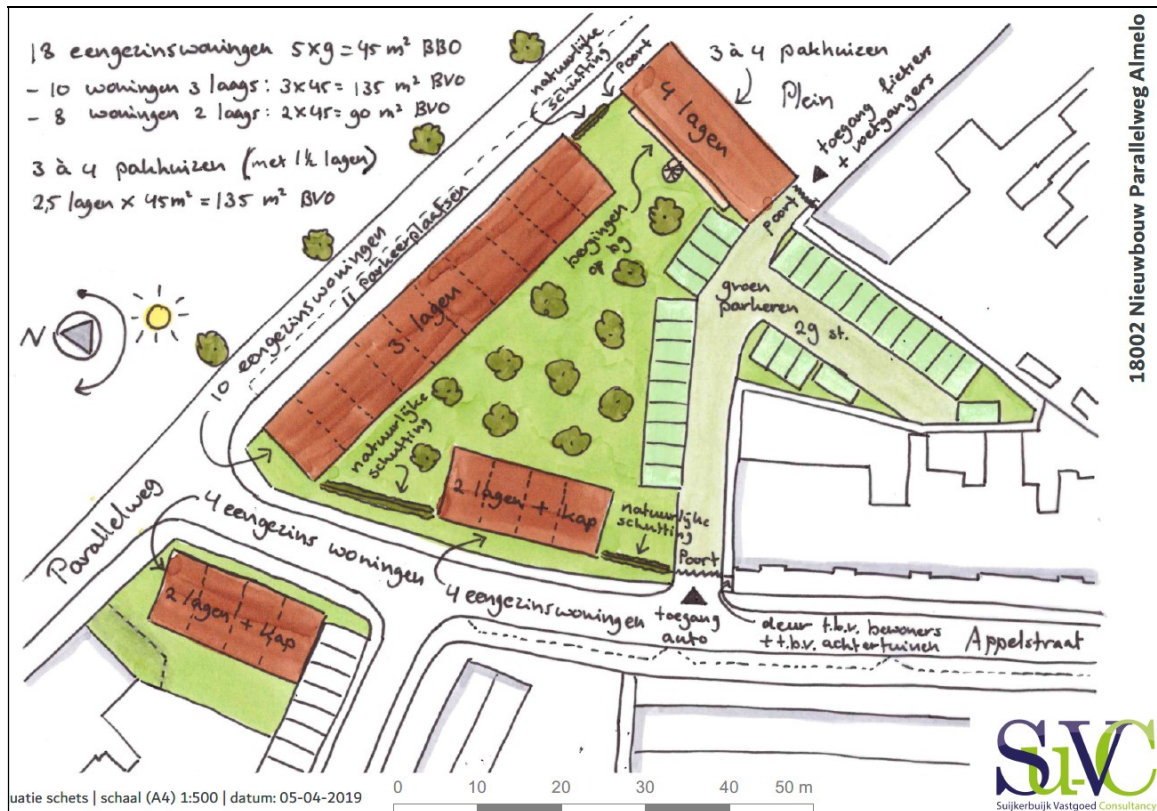 18 eengezinswoningen 5x9 = 45 m² BBO
- 10 woningen 3 laags: 3x45 = 135 m² BVO
- 8 woningen 2 laags: 2x45 = 90 m² BVO
3 à 4 pakhuizen (met 1½ lagen)
2,5 lagen x 45m² = 135 m² BVO
natuurlijke
schutting
Poort
3 à 4 pakhuizen
Plein
4 lagen
toegang fietsers
+ voetgangers
poort
bergingen
op bg
groen
parkeren
29 st.
10 eengezinswoningen
11 parkeerplaatsen
3 lagen
N
natuurlijke
schutting
2 lagen + kap
natuurlijke
schutting
Poort
Parallelweg
4 eengezins woningen
2 lagen + Kap
4 eengezinswoningen
toegang
auto
deur t.b.v. bewoners
+ t.b.v. achtertuinen
Appelstraat
18002 Nieuwbouw Parallelweg Almelo
uatie schets | schaal (A4) 1:500 | datum: 05-04-2019
0 10 20 30 40 50 m
SuVC
Suijkerbuijk Vastgoed Consultancy